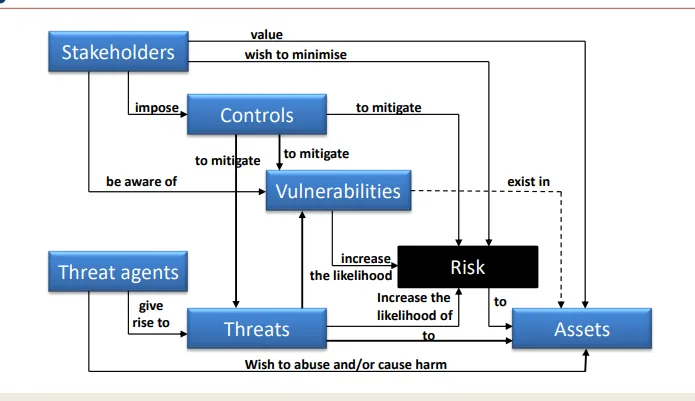 value
Stakeholders
wish to minimise
impose
Controls
to mitigate
to mitigate
to mitigate
be aware of
Vulnerabilities
exist in
increase
the likelihood
Risk
Threat agents
give
rise to
Threats
Increase the
likelihood of
to
to
Assets
Wish to abuse and/or cause harm